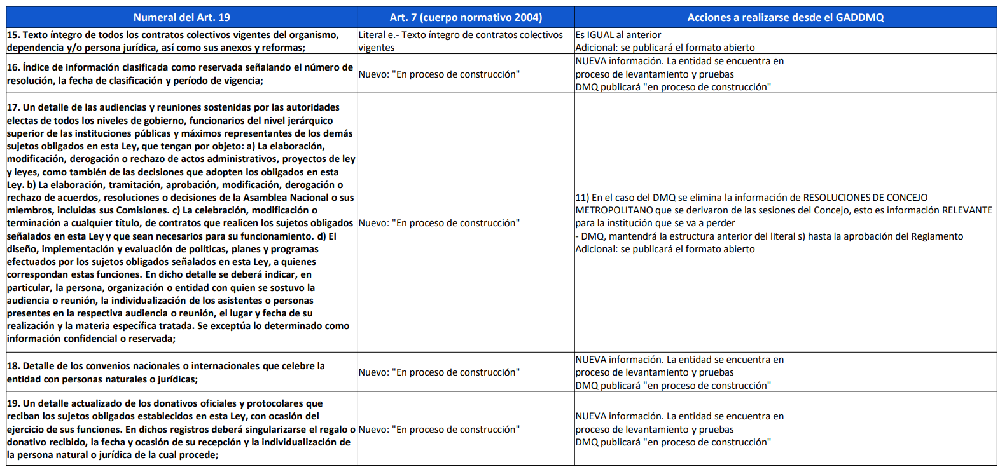 Numeral del Art. 19
Art. 7 (cuerpo normativo 2004)
Acciones a realizarse desde el GADDMQ
15. Texto íntegro de todos los contratos colectivos vigentes del organismo,
dependencia y/o persona jurídica, así como sus anexos y reformas;
Literal e.- Texto íntegro de contratos colectivos
vigentes
Es IGUAL al anterior
Adicional: se publicará el formato abierto
16. Índice de información clasificada como reservada señalando el número de
resolución, la fecha de clasificación y período de vigencia;
Nuevo: "En proceso de construcción"
NUEVA información. La entidad se encuentra en
proceso de levantamiento y pruebas
DMQ publicará "en proceso de construcción"
17. Un detalle de las audiencias y reuniones sostenidas por las autoridades
electas de todos los niveles de gobierno, funcionarios del nivel jerárquico
superior de las instituciones públicas y máximos representantes de los demás
sujetos obligados en esta Ley, que tengan por objeto: a) La elaboración,
modificación, derogación o rechazo de actos administrativos, proyectos de ley
y leyes, como también de las decisiones que adopten los obligados en esta
Ley. b) La elaboración, tramitación, aprobación, modificación, derogación o
rechazo de acuerdos, resoluciones o decisiones de la Asamblea Nacional o sus
miembros, incluidas sus Comisiones. c) La celebración, modificación o
terminación a cualquier título, de contratos que realicen los sujetos obligados
señalados en esta Ley y que sean necesarios para su funcionamiento. d) El
diseño, implementación y evaluación de políticas, planes y programas
efectuados por los sujetos obligados señalados en esta Ley, a quienes
correspondan estas funciones. En dicho detalle se deberá indicar, en
particular, la persona, organización o entidad con quien se sostuvo la
audiencia o reunión, la individualización de los asistentes o personas
presentes en la respectiva audiencia o reunión, el lugar y fecha de su
realización y la materia específica tratada. Se exceptúa lo determinado como
información confidencial o reservada;
Nuevo: "En proceso de construcción"
11) En el caso del DMQ se elimina la información de RESOLUCIONES DE CONCEJO
METROPOLITANO que se derivaron de las sesiones del Concejo, esto es información RELEVANTE
para la institución que se va a perder
- DMQ, mantendrá la estructura anterior del literal s) hasta la aprobación del Reglamento
Adicional: se publicará el formato abierto
18. Detalle de los convenios nacionales o internacionales que celebre la
entidad con personas naturales o jurídicas;
Nuevo: "En proceso de construcción"
NUEVA información. La entidad se encuentra en
proceso de levantamiento y pruebas
DMQ publicará "en proceso de construcción"
19. Un detalle actualizado de los donativos oficiales y protocolares que
reciban los sujetos obligados establecidos en esta Ley, con ocasión del
ejercicio de sus funciones. En dichos registros deberá singularizarse el regalo o
donativo recibido, la fecha y ocasión de su recepción y la individualización de
la persona natural o jurídica de la cual procede;
Nuevo: "En proceso de construcción"
NUEVA información. La entidad se encuentra en
proceso de levantamiento y pruebas
DMQ publicará "en proceso de construcción"